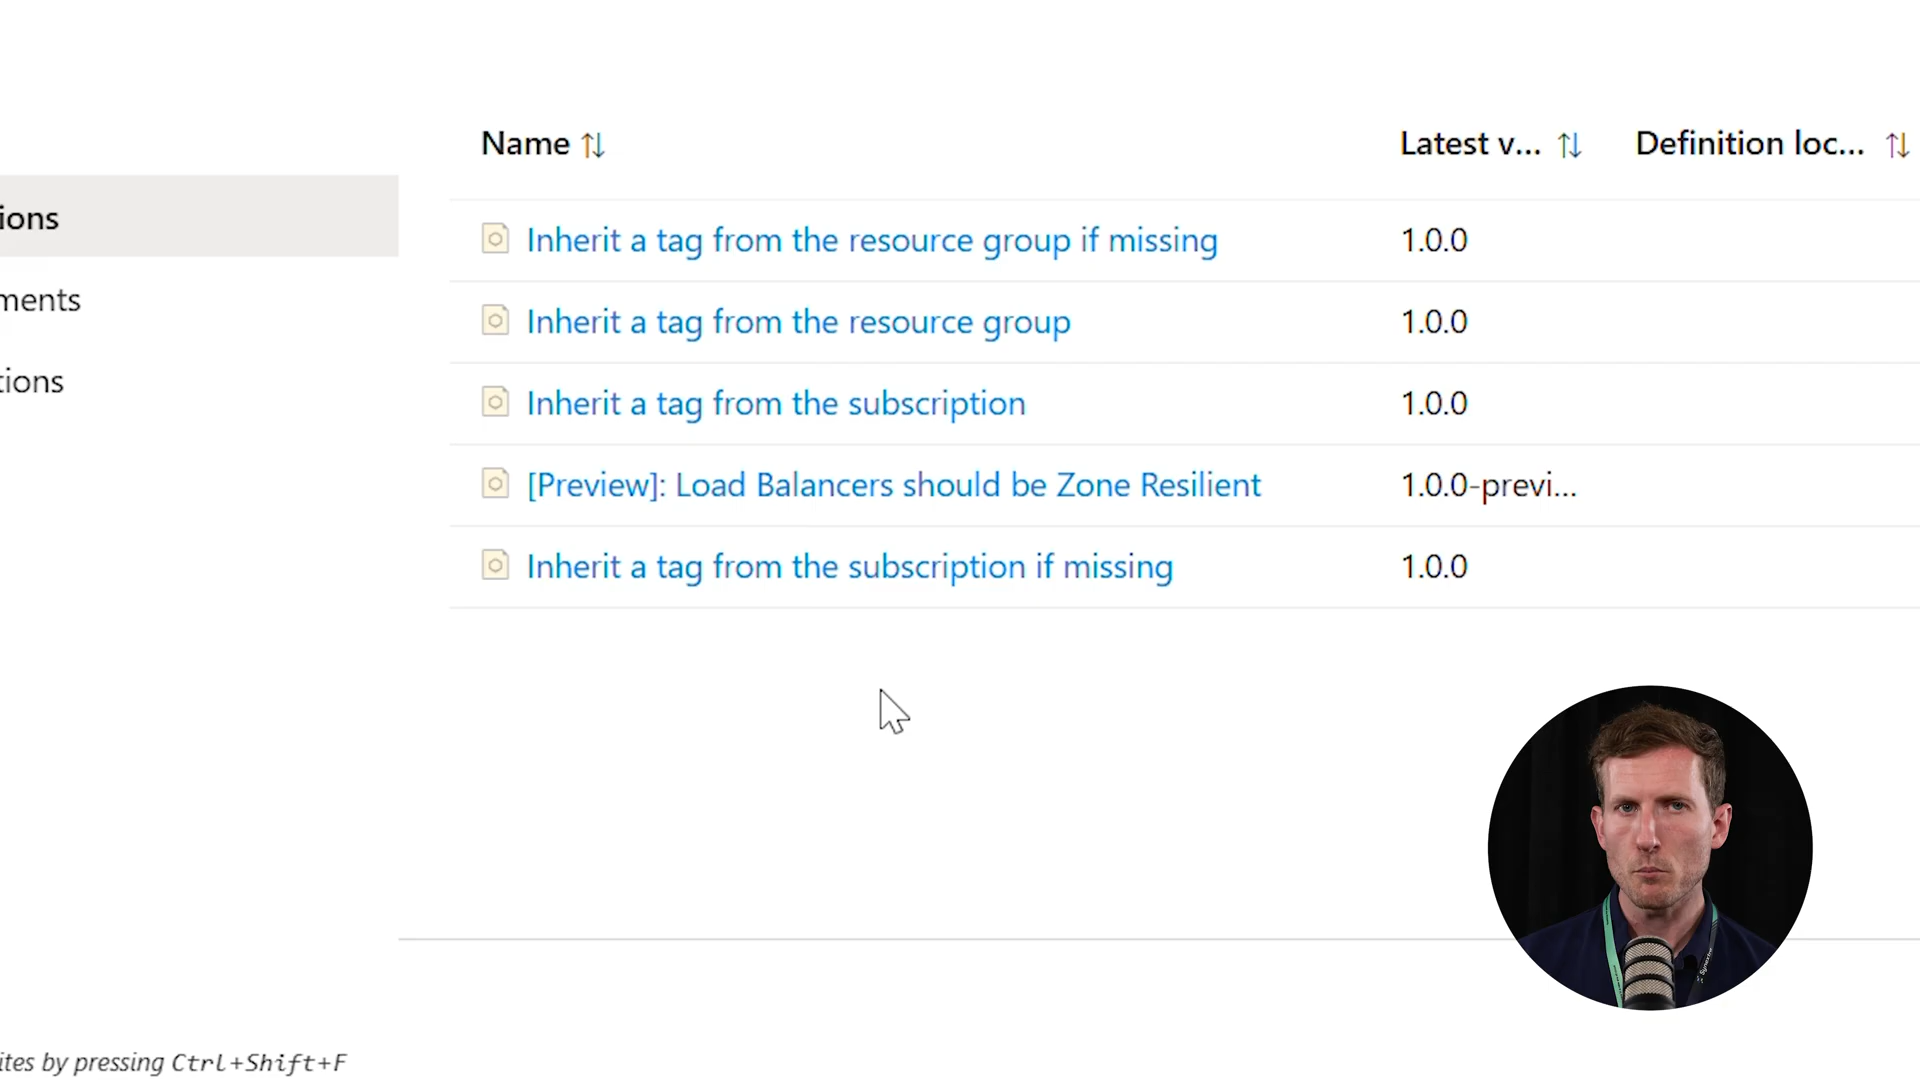 Name
Latest v...
Definition loc...
ions
Inherit a tag from the resource group if missing
1.0.0
ments
Inherit a tag from the resource group
1.0.0
tions
Inherit a tag from the subscription
1.0.0
[Preview]: Load Balancers should be Zone Resilient
1.0.0-previ...
Inherit a tag from the subscription if missing
1.0.0
ites by pressing Ctrl+Shift+F